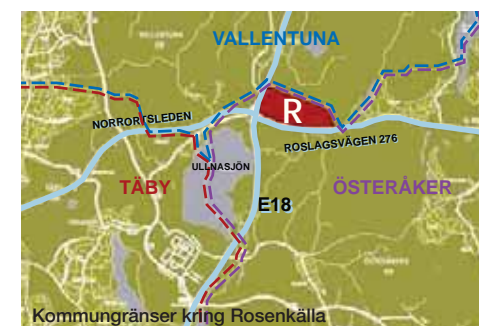 VALLENTUNA
R
NORRORTSLEDEN
ROSLAGSVÄGEN 276
ULLNASJÖN
TÄBY
ÖSTERÅKER
E18
Kommungränser kring Rosenkälla